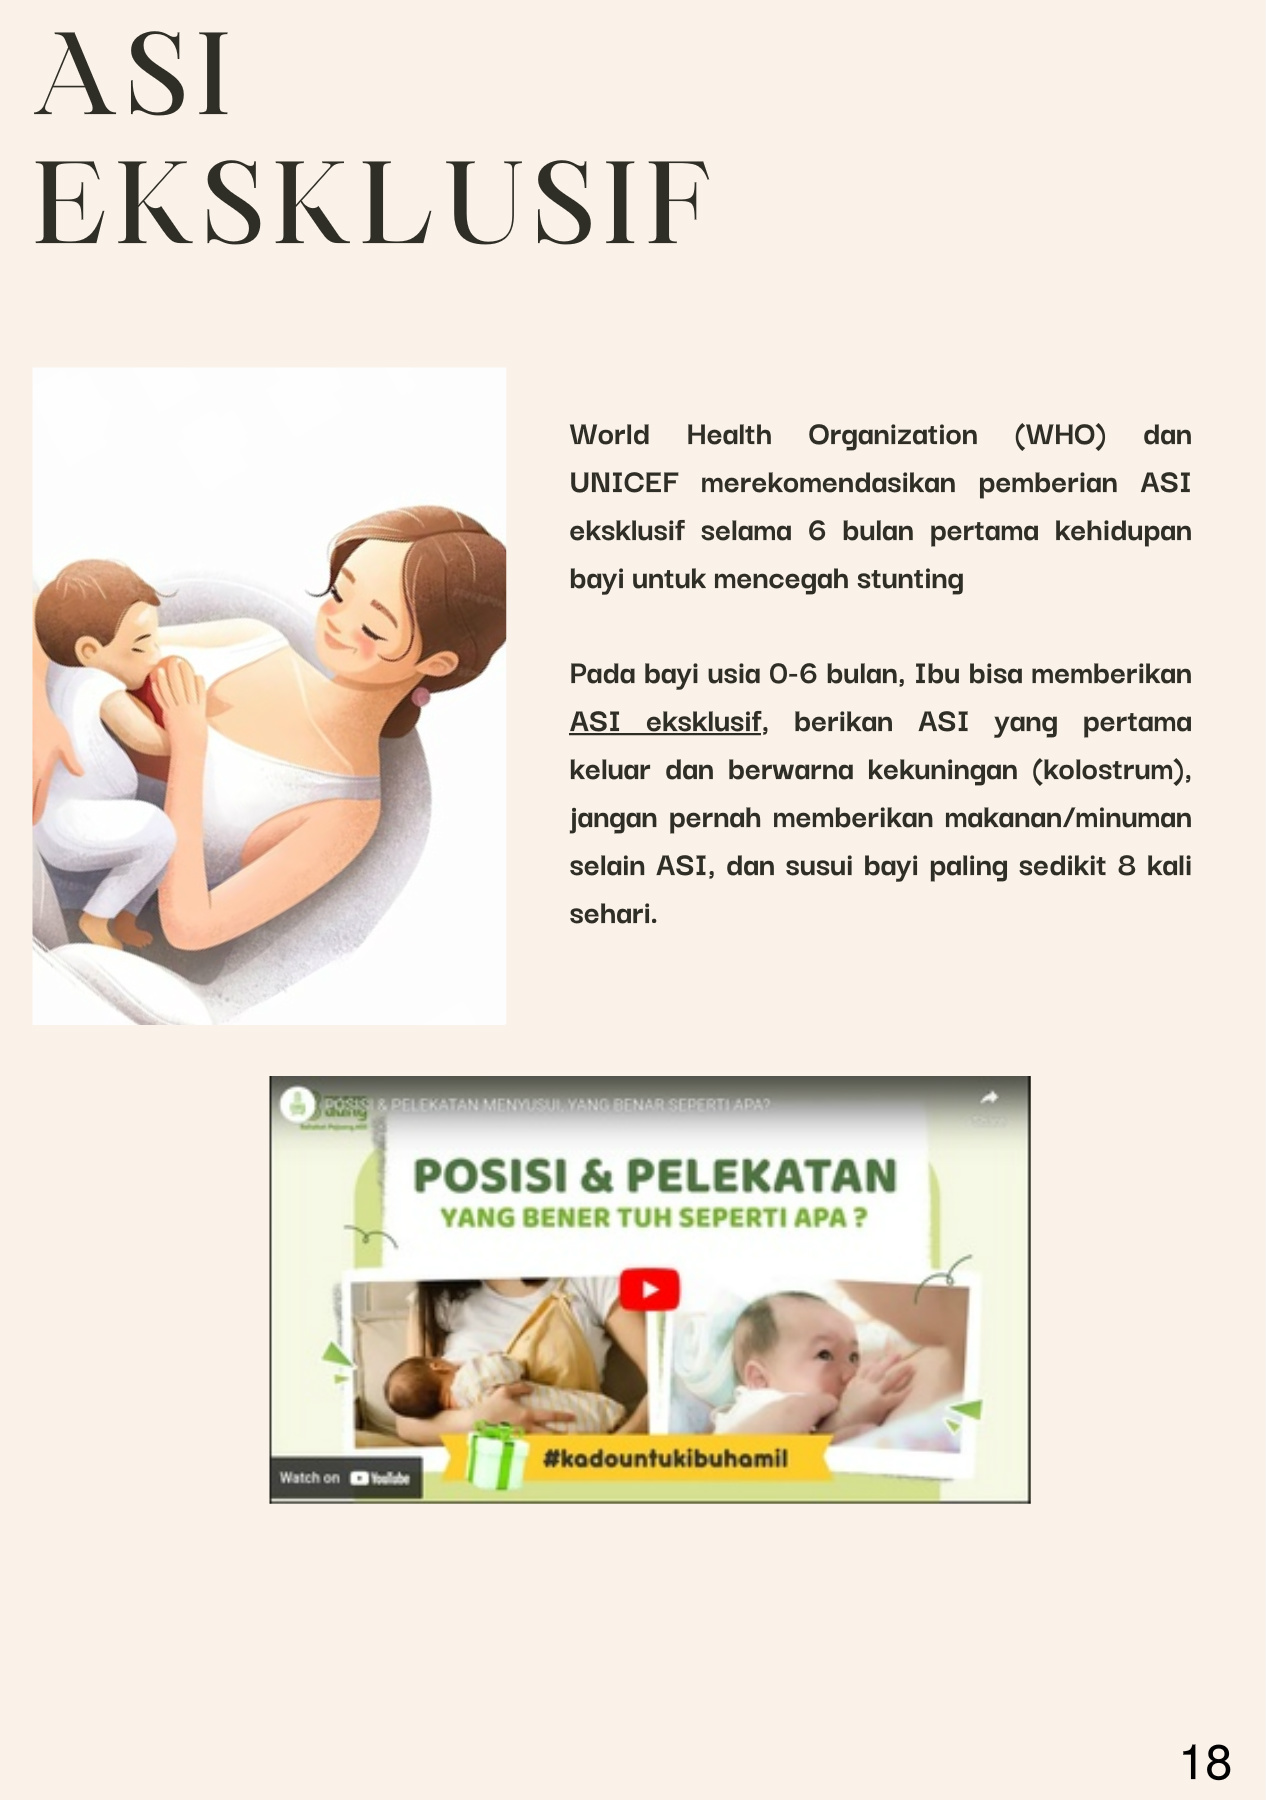 ASI
EKSKLUSIF
World Health Organization (WHO) dan
UNICEF merekomendasikan pemberian ASI
eksklusif selama 6 bulan pertama kehidupan
bayi untuk mencegah stunting
Pada bayi usia 0-6 bulan, Ibu bisa memberikan
ASI eksklusif, berikan ASI yang pertama
keluar dan berwarna kekuningan (kolostrum),
jangan pernah memberikan makanan/minuman
selain ASI, dan susui bayi paling sedikit 8 kali
sehari.
POSISI & PELEKATAN MENYUSUI, YANG BENAR SEPERTI APA?
POSISI & PELEKATAN
YANG BENER TUH SEPERTI APA ?
#kadountukibuhamil
Watch on YouTube
18